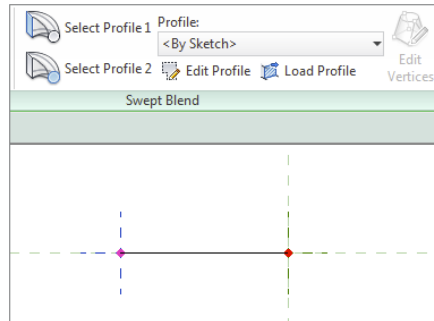 Select Profile 1 Profile:
<By Sketch>
Select Profile 2 Edit Profile Load Profile
Edit
Vertices
Swept Blend